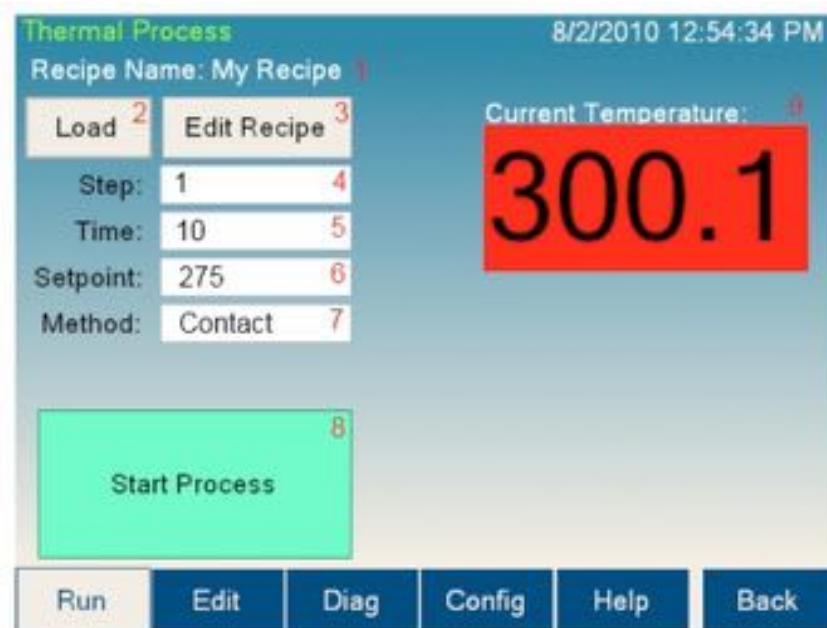 Thermal Process 8/2/2010 12:54:34 PM
Recipe Name: My Recipe 1
Load 2 Edit Recipe 3
Current Temperature: 9
300.1
Step: 1 4
Time: 10 5
Setpoint: 275 6
Method: Contact 7
8
Start Process
Run Edit Diag Config Help Back